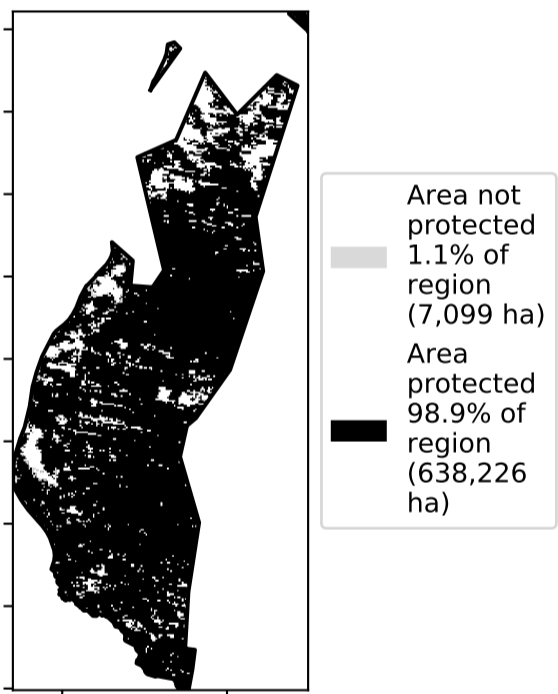 Area not
protected
1.1% of
region
(7,099 ha)
Area
protected
98.9% of
region
(638,226
ha)